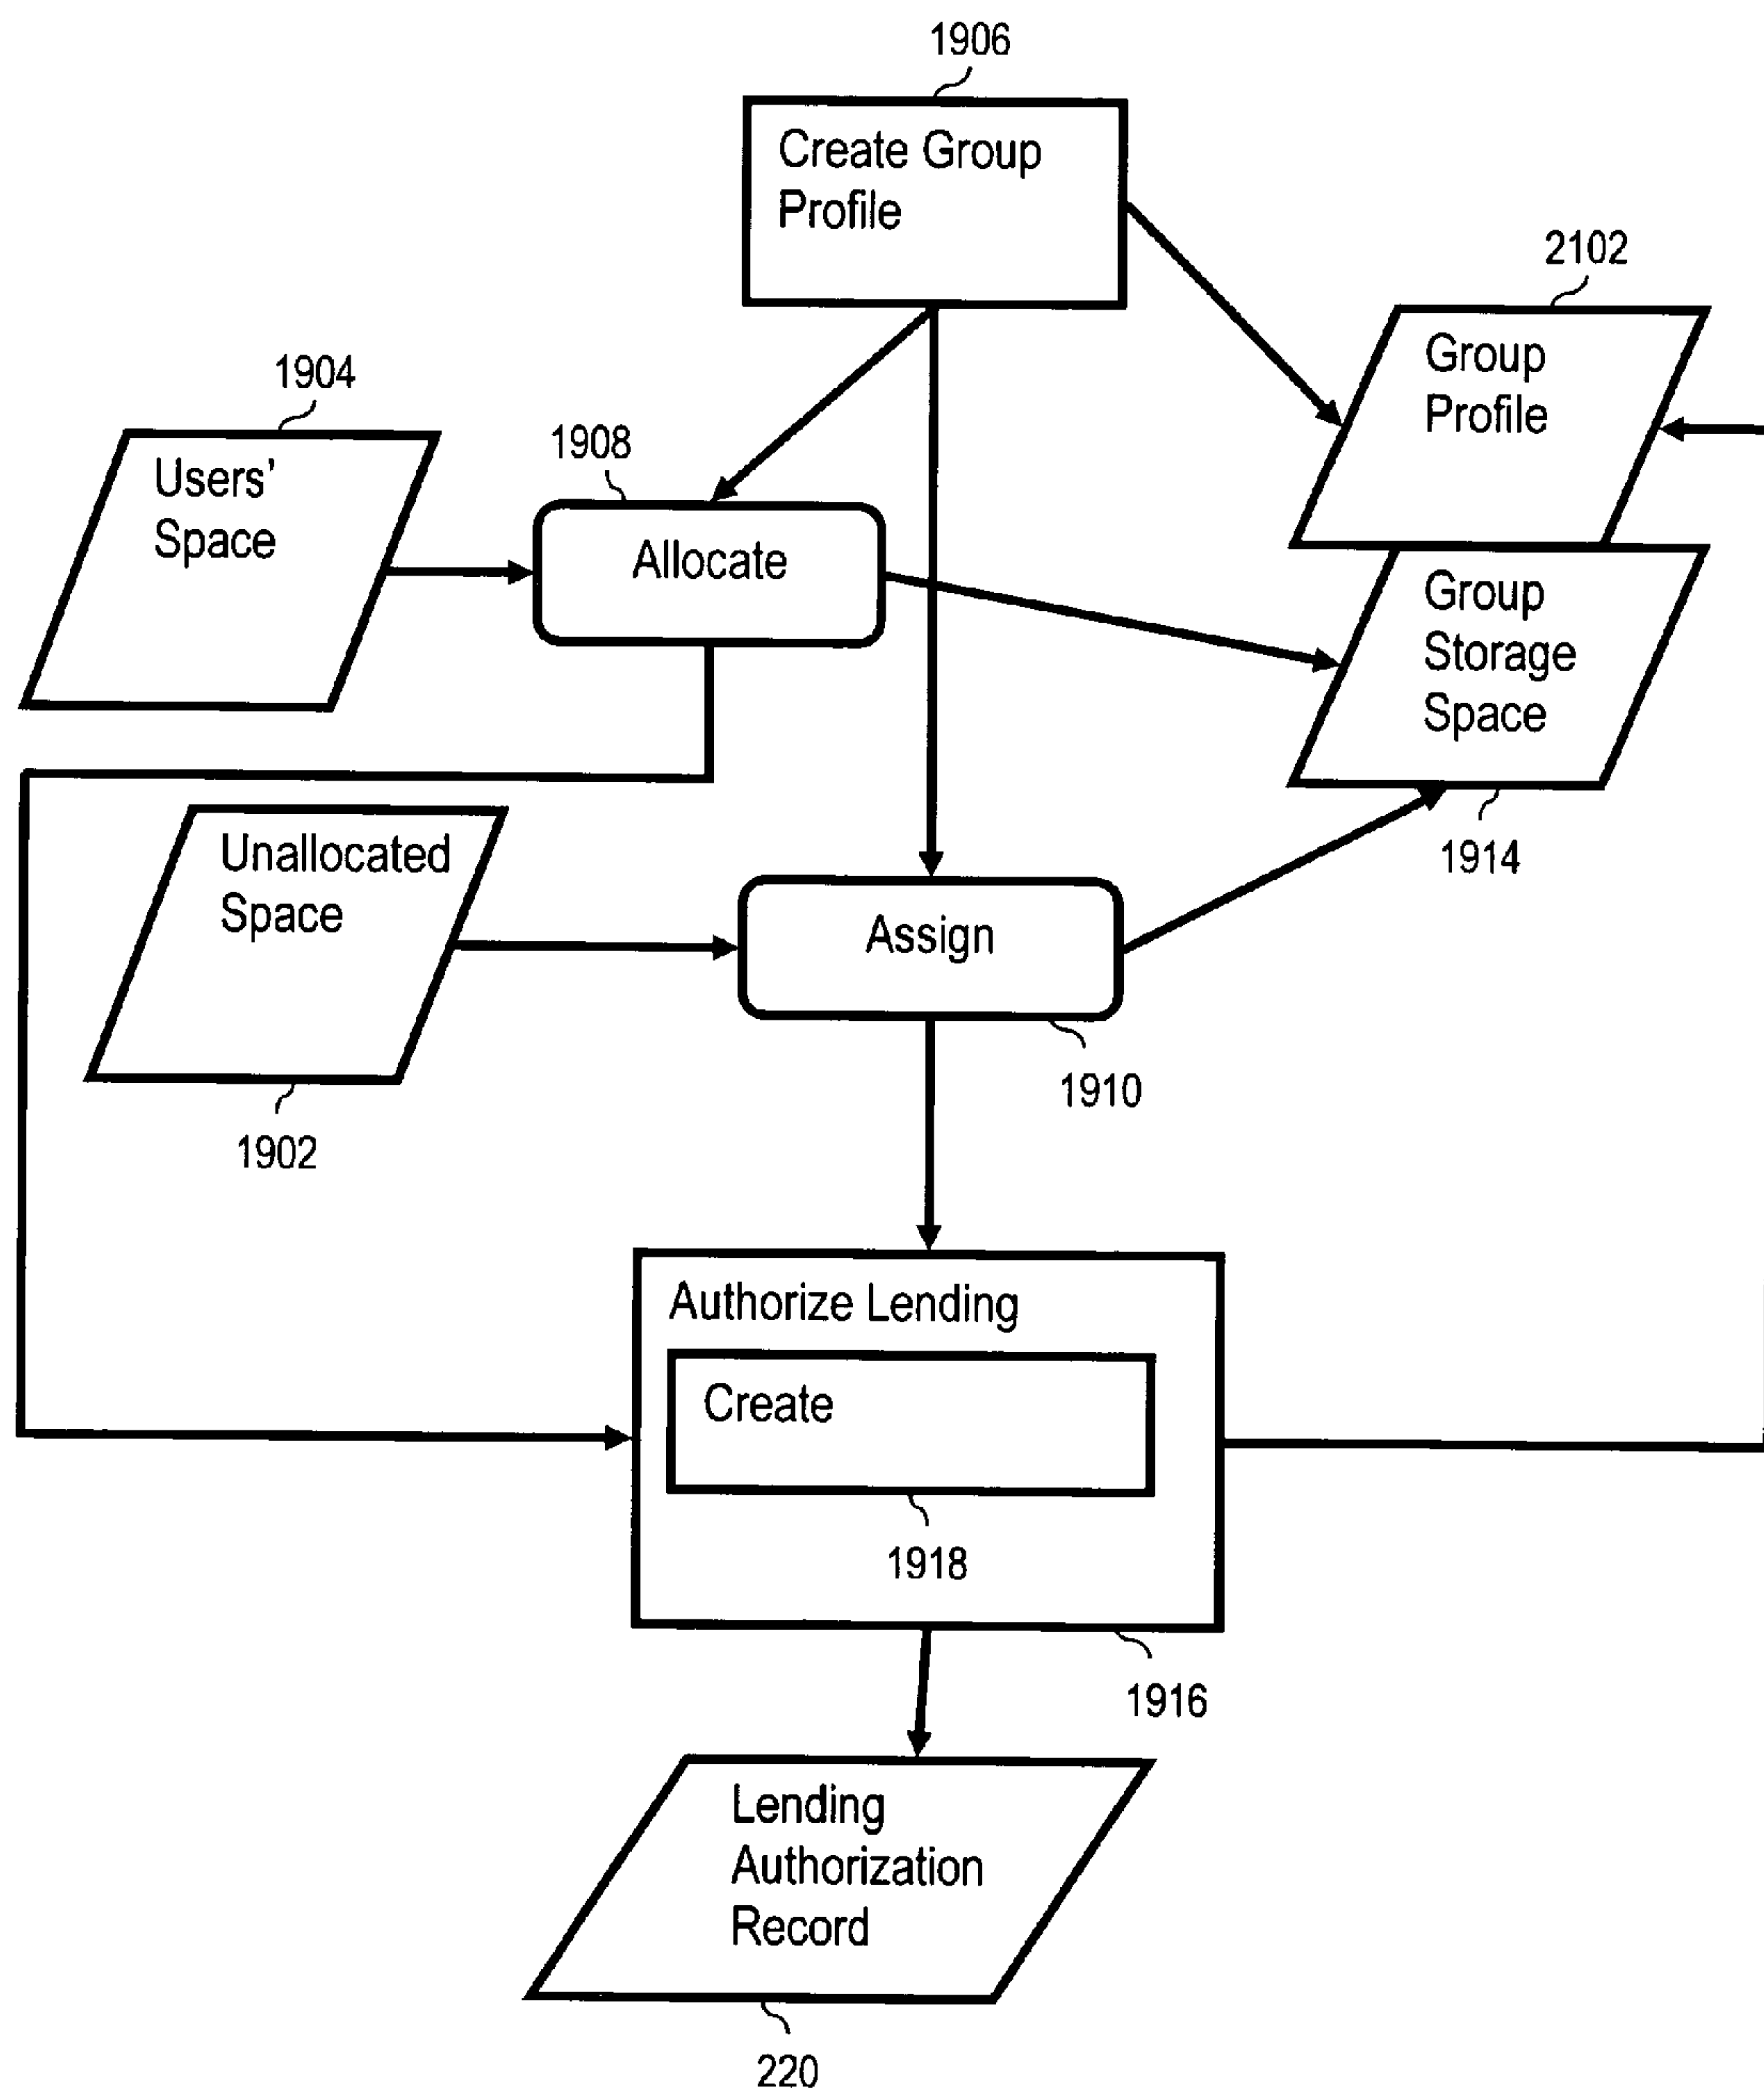 1906
Create Group
Profile
2102
Group
Profile
1904
Users'
Space
1908
Allocate
Group
Storage
Space
1914
Unallocated
Space
1902
Assign
1910
Authorize Lending
Create
1918
1916
Lending
Authorization
Record
220